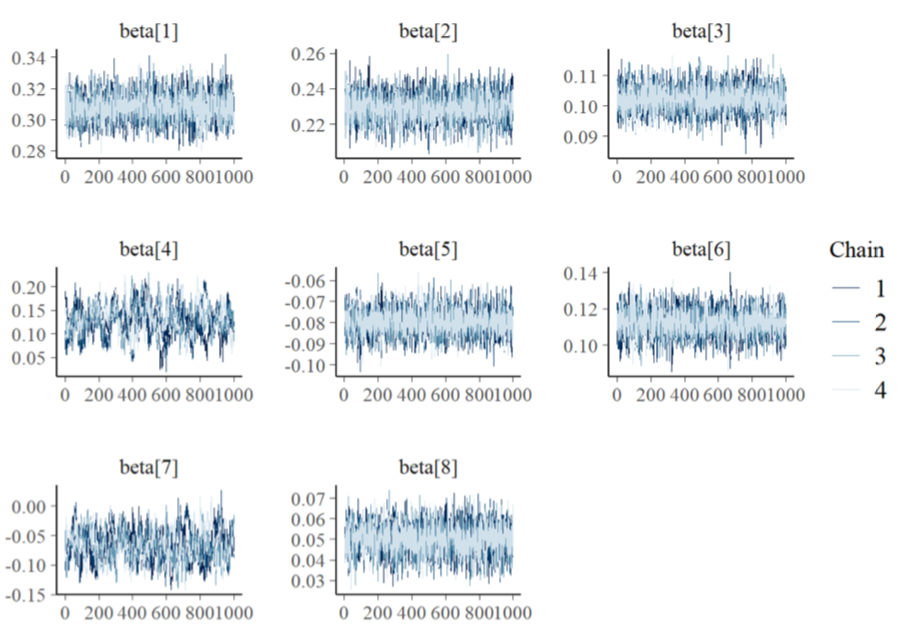 beta[1] beta[2] beta[3]
0.34 0.26
0.32 0.24 0.11
0.30 0.22 0.10
0.28 0.09
0 200 400 600 8001000 0 200 400 600 8001000 0 200 400 600 8001000
beta[4] beta[5] beta[6] Chain
0.20 -0.06 0.14
0.15 -0.07 0.12
0.10 -0.08 0.10
0.05 -0.09
-0.10
1
2
3
4
0 200 400 600 8001000 0 200 400 600 8001000 0 200 400 600 8001000
beta[7] beta[8]
0.00 0.07
-0.05 0.06
-0.10 0.05
-0.15 0.04
0.03
0 200 400 600 8001000 0 200 400 600 8001000